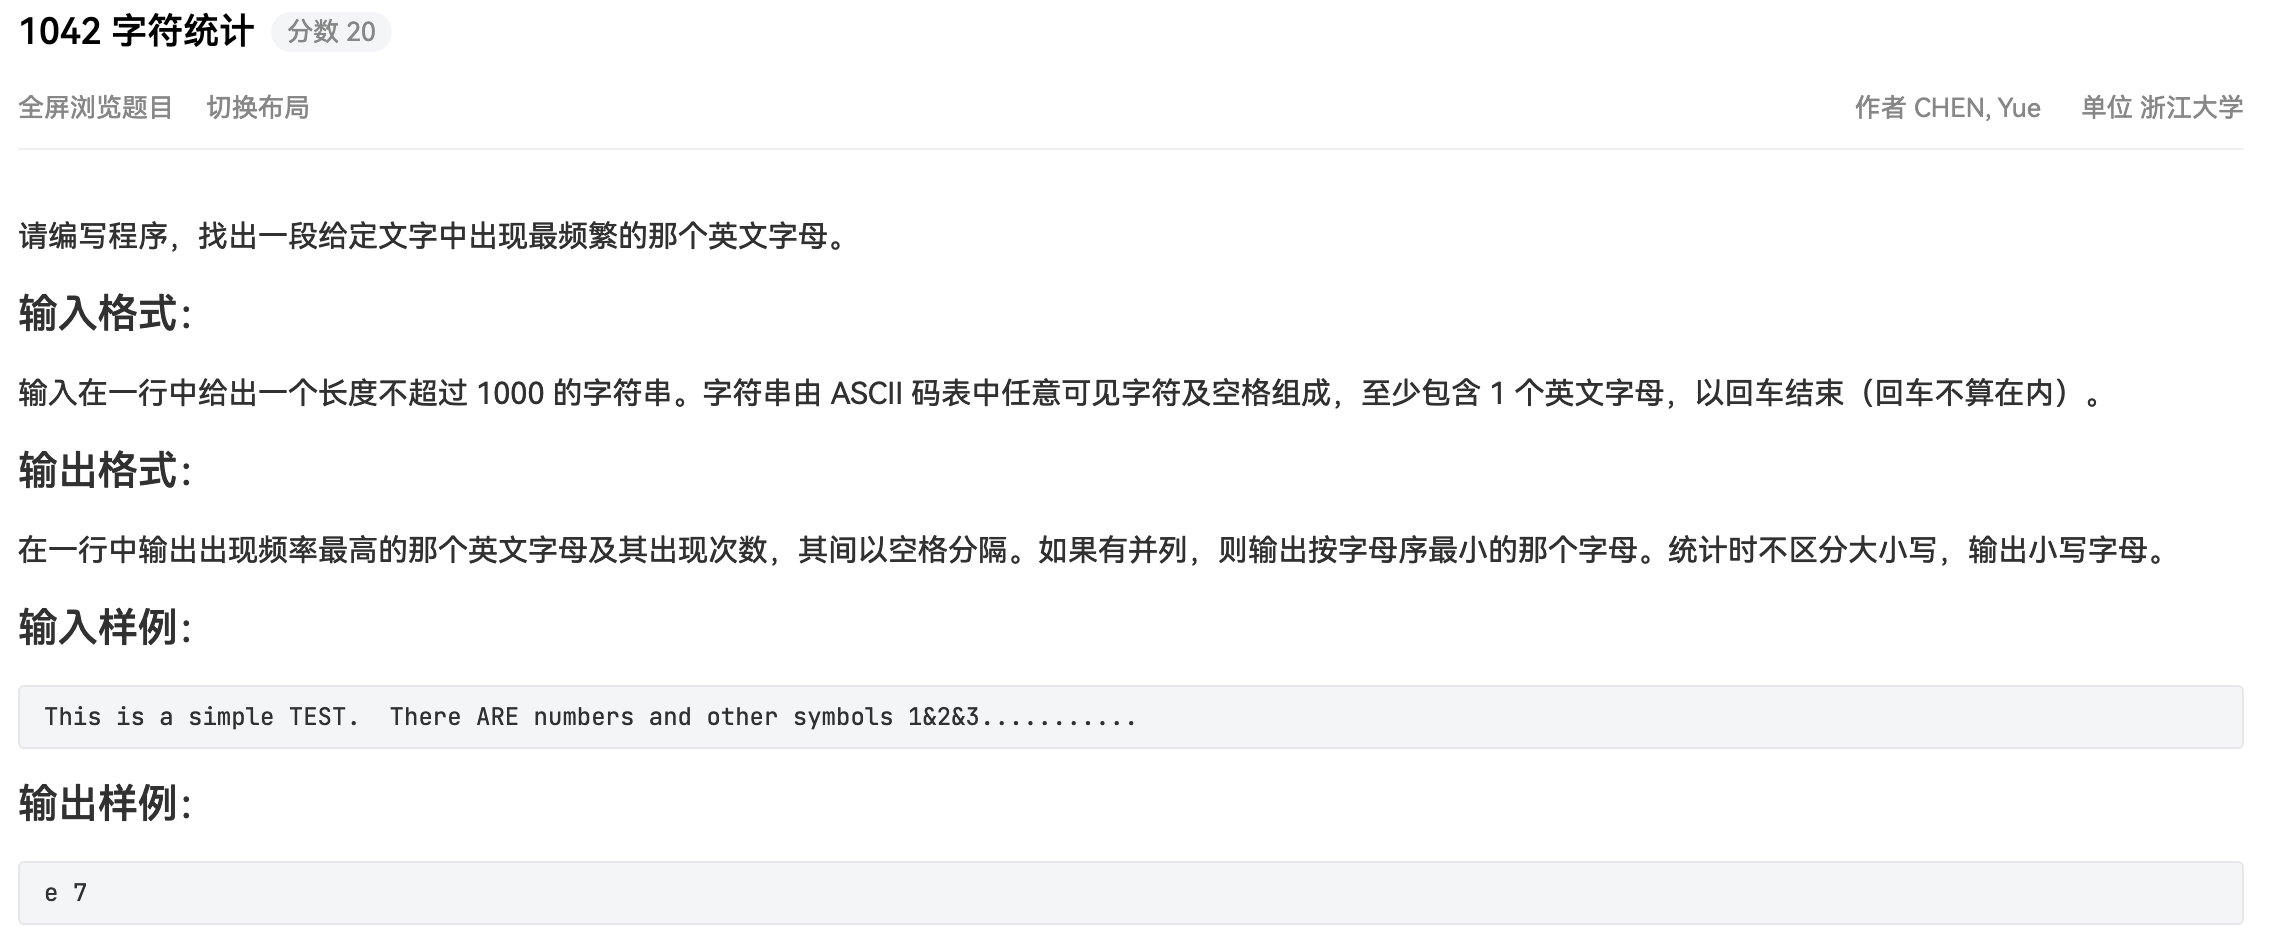 1042 字符统计 分数 20
全屏浏览题目 切换布局 作者 CHEN, Yue 单位 浙江大学
请编写程序，找出一段给定文字中出现最频繁的那个英文字母。
输入格式：
输入在一行中给出一个长度不超过 1000 的字符串。字符串由 ASCII 码表中任意可见字符及空格组成，至少包含 1 个英文字母，以回车结束（回车不算在内）。
输出格式：
在一行中输出出现频率最高的那个英文字母及其出现次数，其间以空格分隔。如果有并列，则输出按字母序最小的那个字母。统计时不区分大小写，输出小写字母。
输入样例：
This is a simple TEST.  There ARE numbers and other symbols 1&2&3...........
输出样例：
e 7